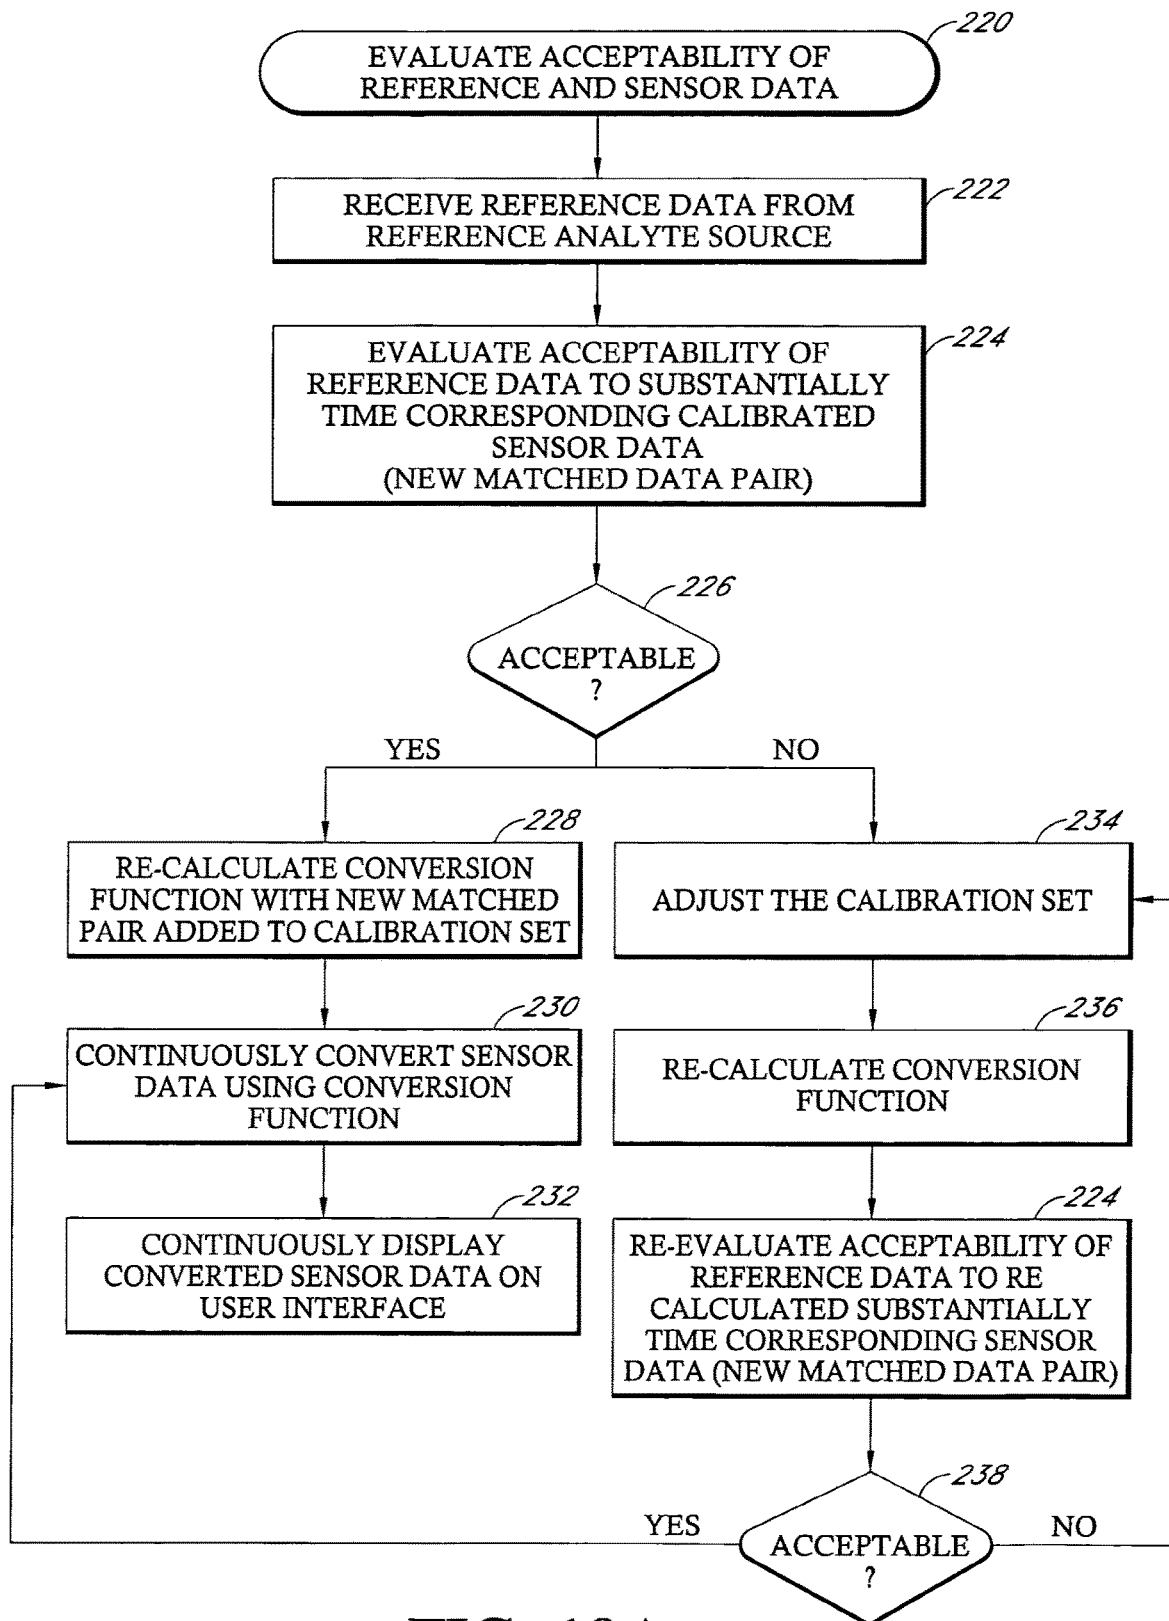 220
EVALUATE ACCEPTABILITY OF
REFERENCE AND SENSOR DATA
222
RECEIVE REFERENCE DATA FROM
REFERENCE ANALYTE SOURCE
224
EVALUATE ACCEPTABILITY OF
REFERENCE DATA TO SUBSTANTIALLY
TIME CORRESPONDING CALIBRATED
SENSOR DATA
(NEW MATCHED DATA PAIR)
226
ACCEPTABLE
?
YES
NO
228
RE-CALCULATE CONVERSION
FUNCTION WITH NEW MATCHED
PAIR ADDED TO CALIBRATION SET
234
ADJUST THE CALIBRATION SET
230
CONTINUOUSLY CONVERT SENSOR
DATA USING CONVERSION
FUNCTION
236
RE-CALCULATE CONVERSION
FUNCTION
232
CONTINUOUSLY DISPLAY
CONVERTED SENSOR DATA ON
USER INTERFACE
224
RE-EVALUATE ACCEPTABILITY OF
REFERENCE DATA TO RE
CALCULATED SUBSTANTIALLY
TIME CORRESPONDING SENSOR
DATA (NEW MATCHED DATA PAIR)
238
YES
ACCEPTABLE
?
NO